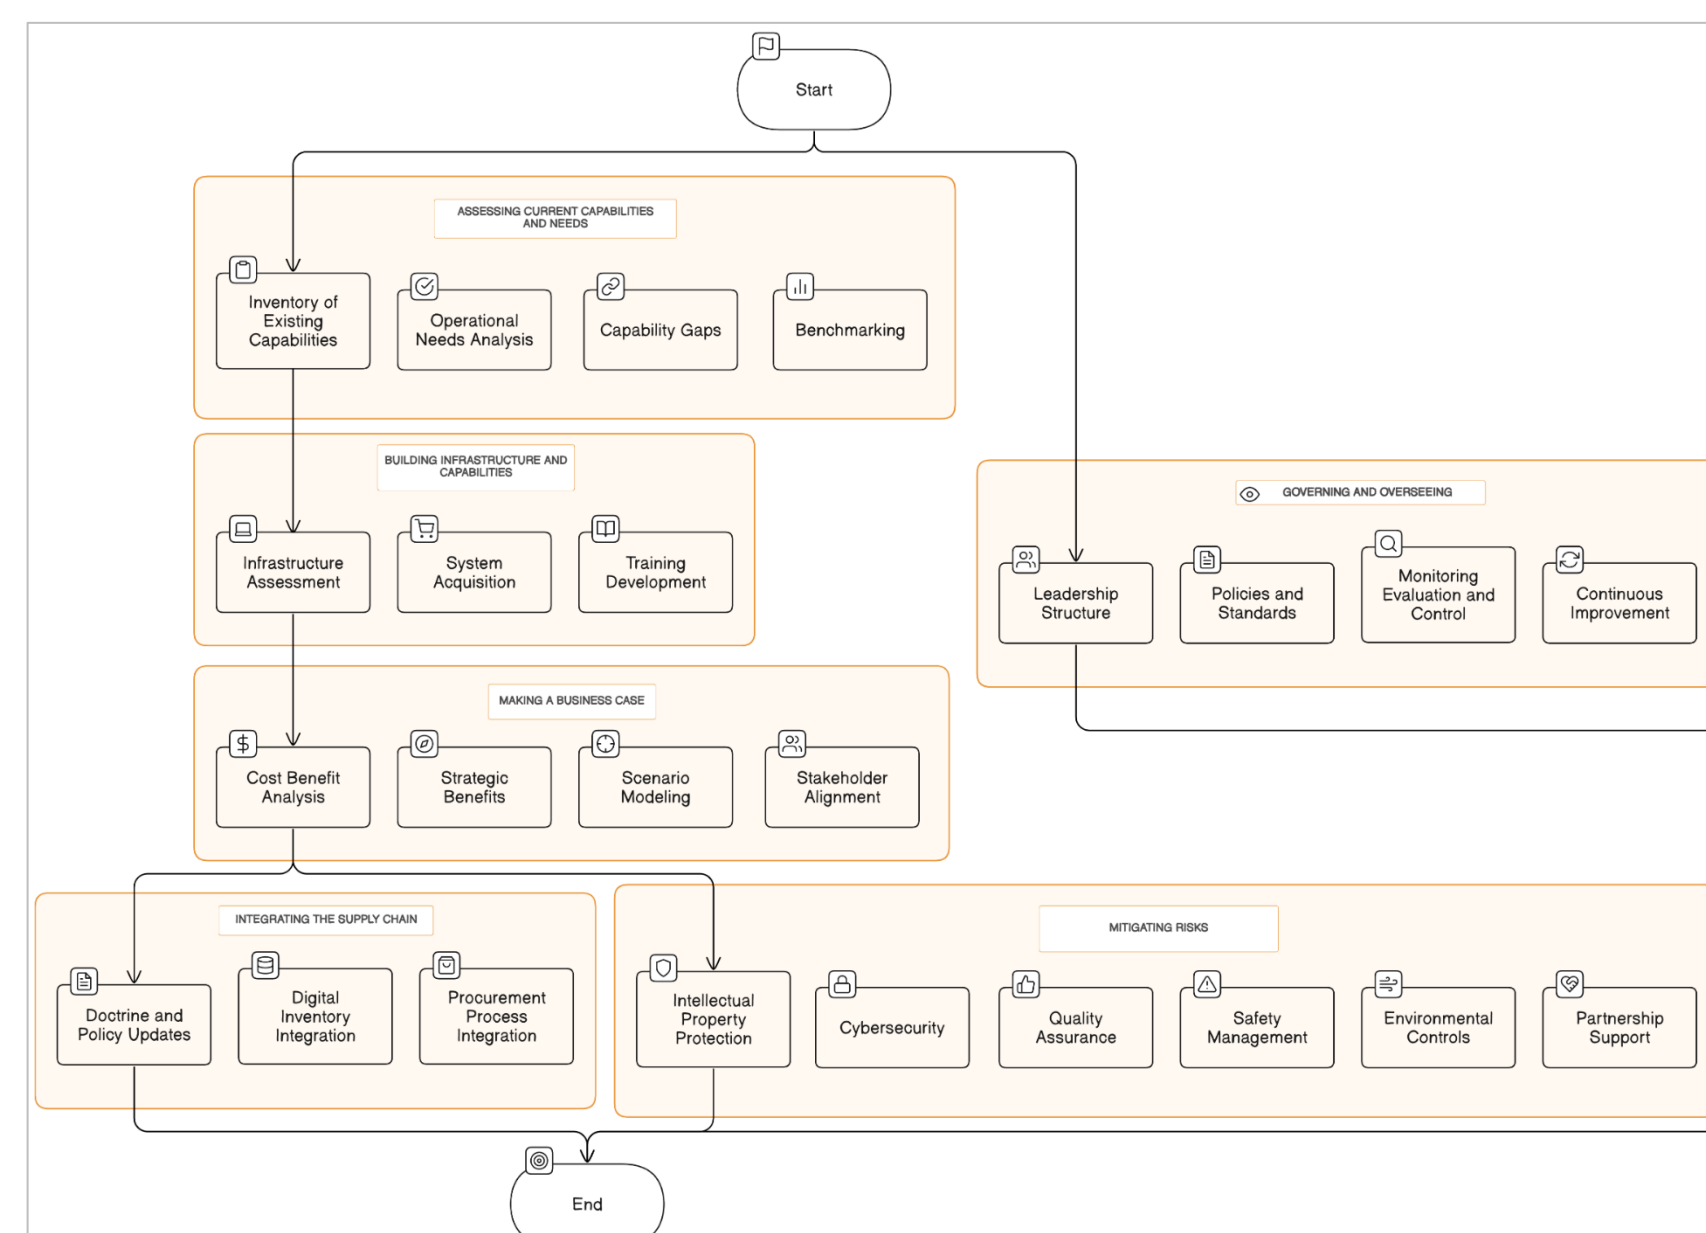 Start
ASSESSING CURRENT CAPABILITIES
AND NEEDS
Inventory of
Existing
Capabilities
Operational
Needs Analysis
Capability Gaps
Benchmarking
BUILDING INFRASTRUCTURE AND
CAPABILITIES
Infrastructure
Assessment
System
Acquisition
Training
Development
GOVERNING AND OVERSEEING
Leadership
Structure
Policies and
Standards
Monitoring
Evaluation and
Control
Continuous
Improvement
MAKING A BUSINESS CASE
Cost Benefit
Analysis
Strategic
Benefits
Scenario
Modeling
Stakeholder
Alignment
INTEGRATING THE SUPPLY CHAIN
Doctrine and
Policy Updates
Digital
Inventory
Integration
Procurement
Process
Integration
MITIGATING RISKS
Intellectual
Property
Protection
Cybersecurity
Quality
Assurance
Safety
Management
Environmental
Controls
Partnership
Support
End